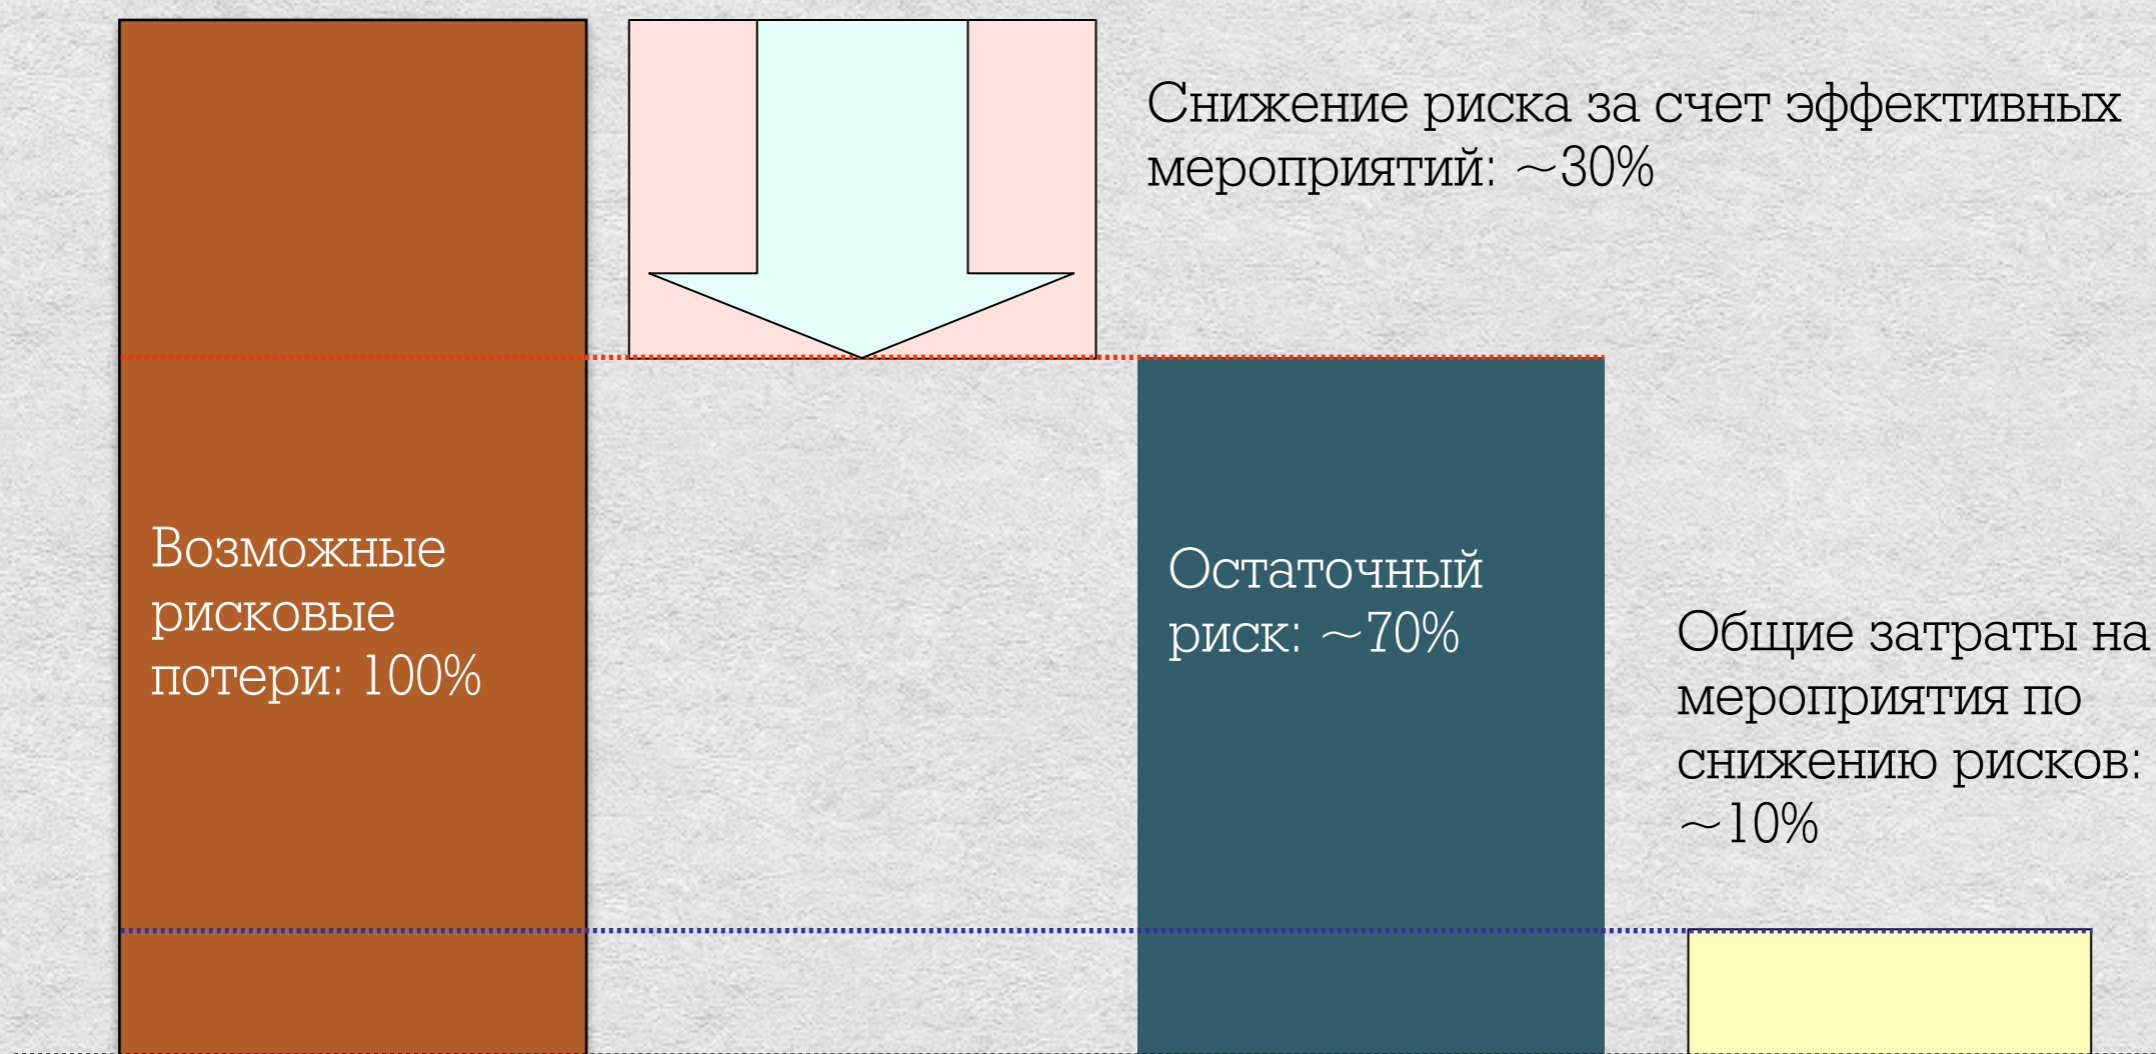 Снижение риска за счет эффективных
мероприятий: ~30%
Возможные
рисковые
потери: 100%
Остаточный
риск: ~70%
Общие затраты на
мероприятия по
снижению рисков:
~10%